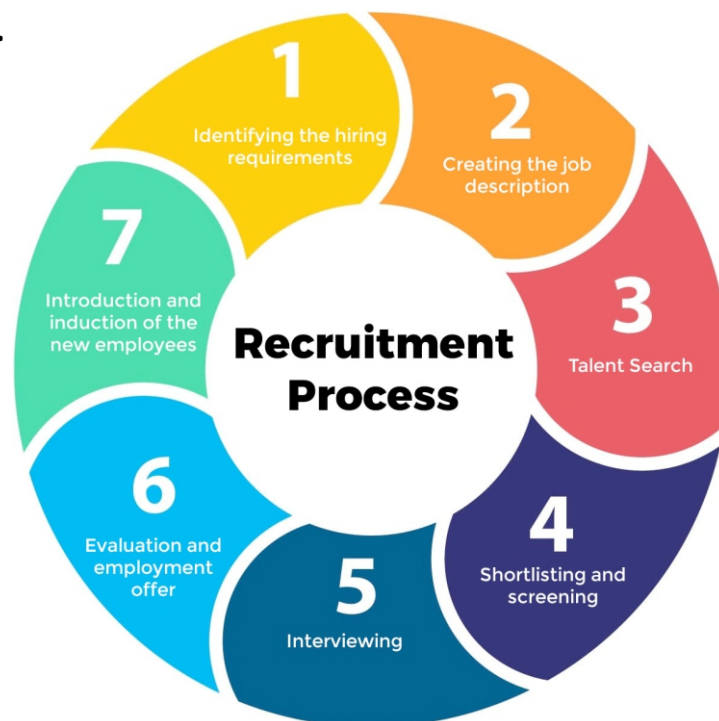 1
Identifying the hiring
requirements
2
Creating the job
description
3
Talent Search
4
Shortlisting and
screening
5
Interviewing
6
Evaluation and
employment
offer
7
Introduction and
induction of the
new employees
Recruitment
Process